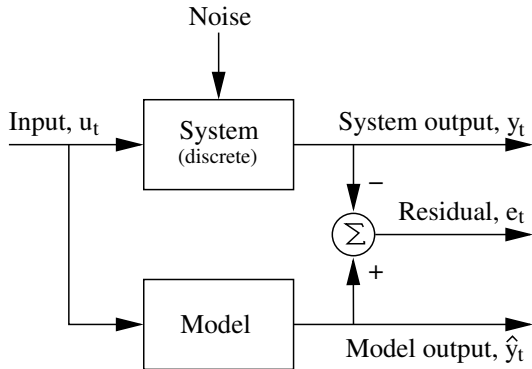 Noise
Input, u_t
System
(discrete)
System output, y_t
−
Residual, e_t
Σ
+
Model
Model output, ŷ_t